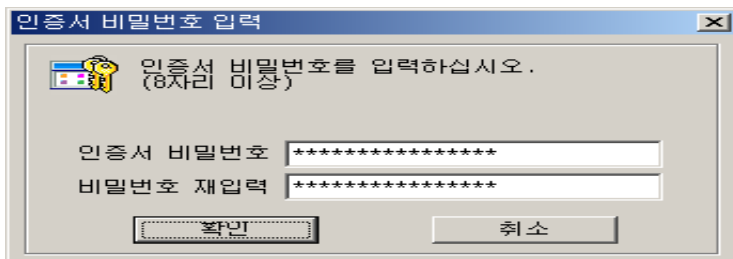 인증서 비밀번호 입력
인증서 비밀번호를 입력하십시오.
(8자리 이상)
인증서 비밀번호 ****************
비밀번호 재입력 ****************
확인 취소